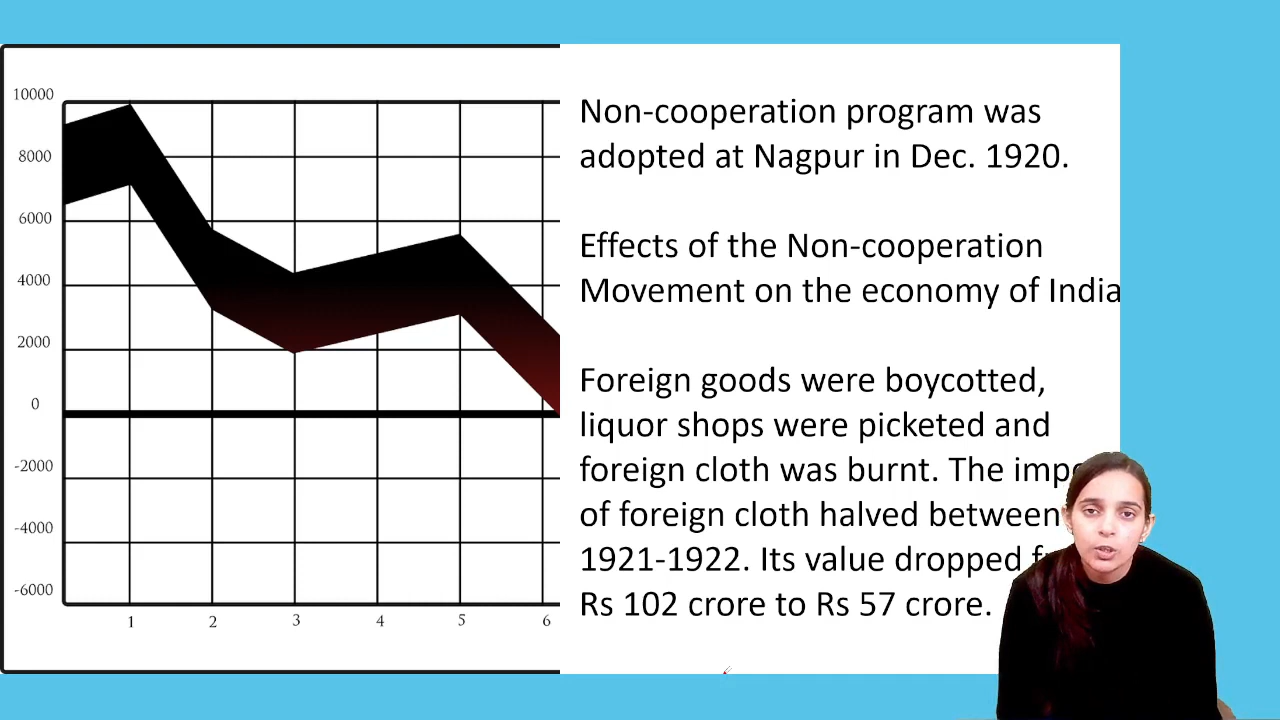 10000
8000
6000
4000
2000
0
-2000
-4000
-6000
1
2
3
4
5
6
Non-cooperation program was
adopted at Nagpur in Dec. 1920.
Effects of the Non-cooperation
Movement on the economy of India
Foreign goods were boycotted,
liquor shops were picketed and
foreign cloth was burnt. The
of foreign cloth halved between
1921-1922. Its value dropped
Rs 102 crore to Rs 57 crore.